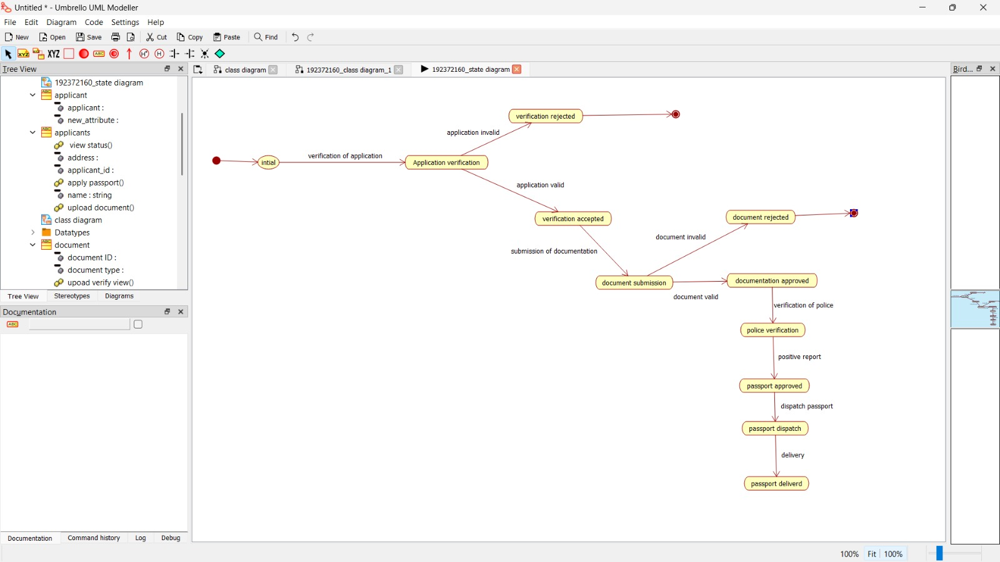 Untitled * - Umbrello UML Modeller
File Edit Diagram Code Settings Help
New Open Save Cut Copy Paste Find
XYZ XYZ ABC H* H
Tree View
class diagram 192372160_class diagram_1 192372160_state diagram
Bird...
192372160_state diagram
applicant
applicant :
new_attribute :
applicants
view status()
address :
applicant_id :
apply passport()
name : string
upload document()
class diagram
Datatypes
document
document ID :
document type :
upoad verify view()
Tree View Stereotypes Diagrams
Documentation
ABC
Documentation Command history Log Debug
verification rejected
application invalid
intial
verification of application
Application verification
application valid
verification accepted
document rejected
document invalid
submission of documentation
document submission
documentation approved
document valid
verification of police
police verification
positive report
passport approved
dispatch passport
passport dispatch
delivery
passport deliverd
100% Fit 100%